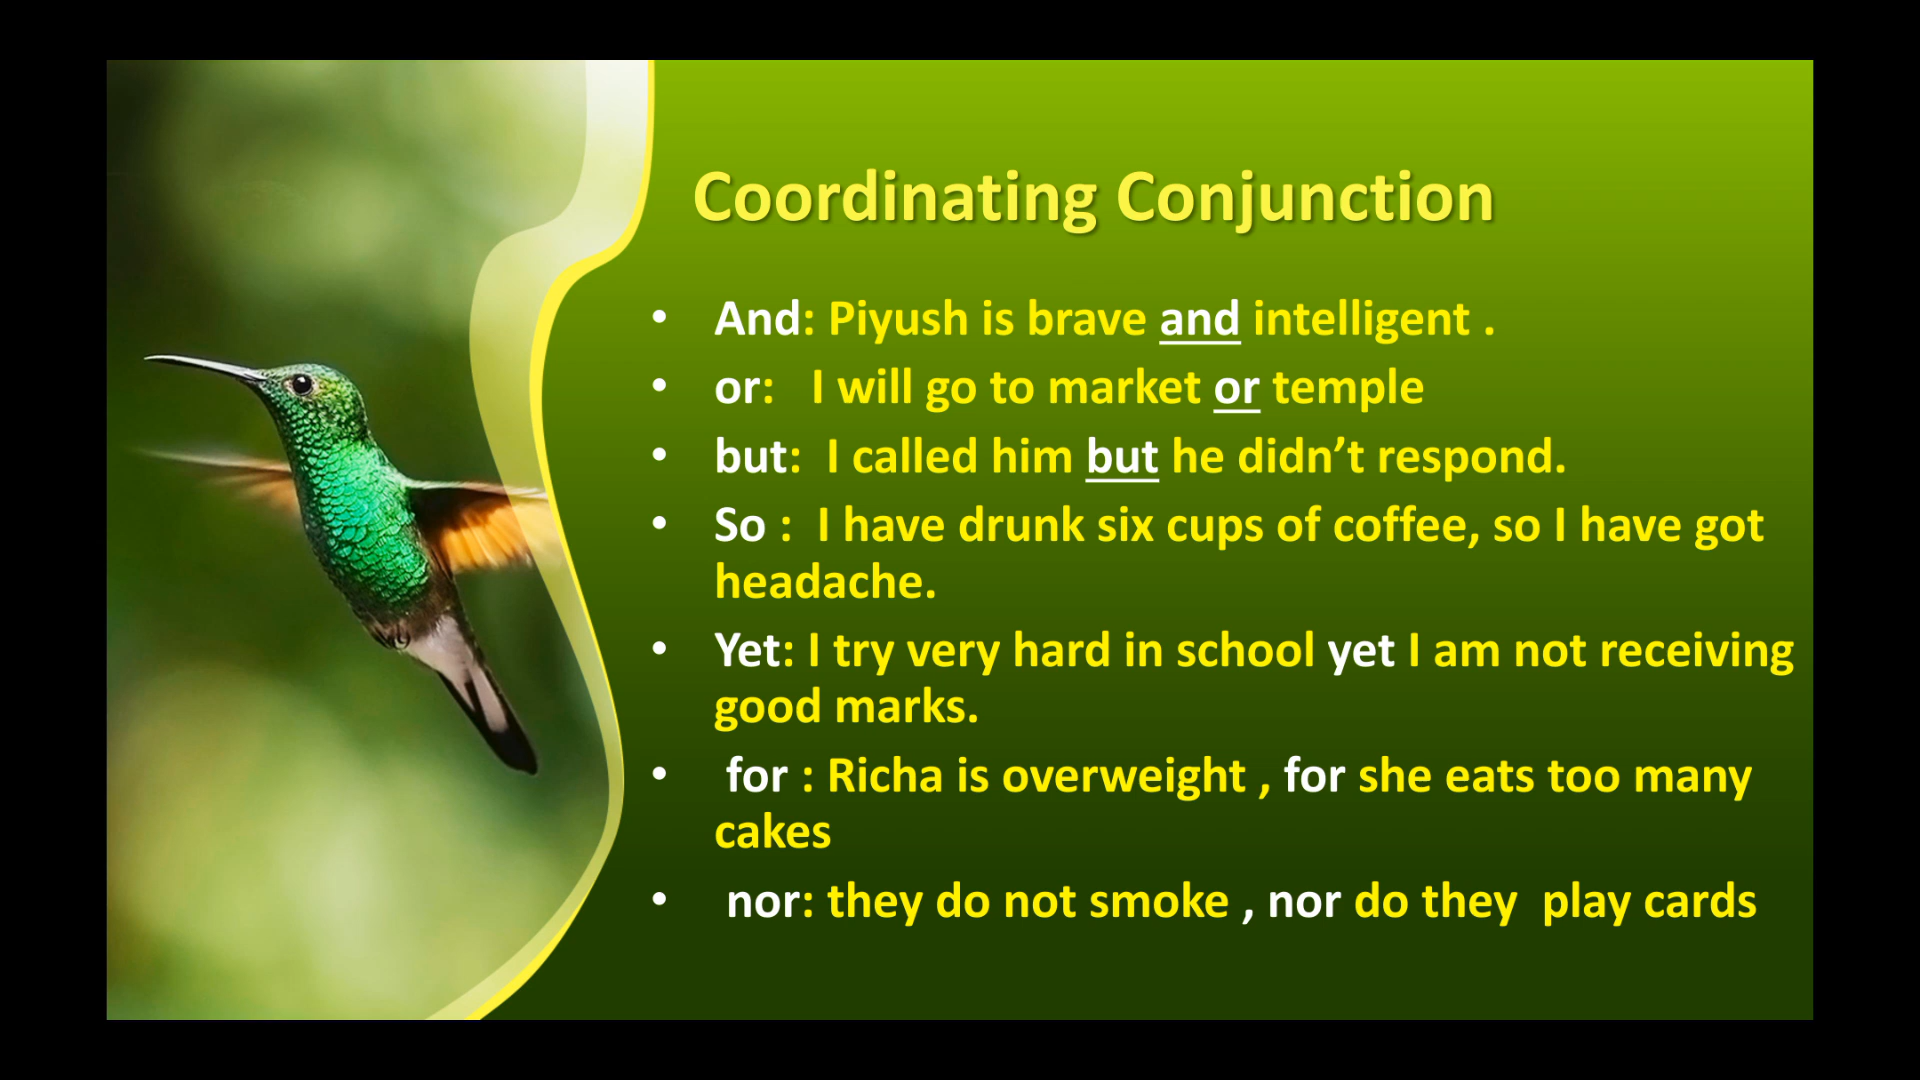 Coordinating Conjunction
• And: Piyush is brave and intelligent .
• or: I will go to market or temple
• but: I called him but he didn’t respond.
• So : I have drunk six cups of coffee, so I have got
headache.
• Yet: I try very hard in school yet I am not receiving
good marks.
• for : Richa is overweight , for she eats too many
cakes
• nor: they do not smoke , nor do they play cards